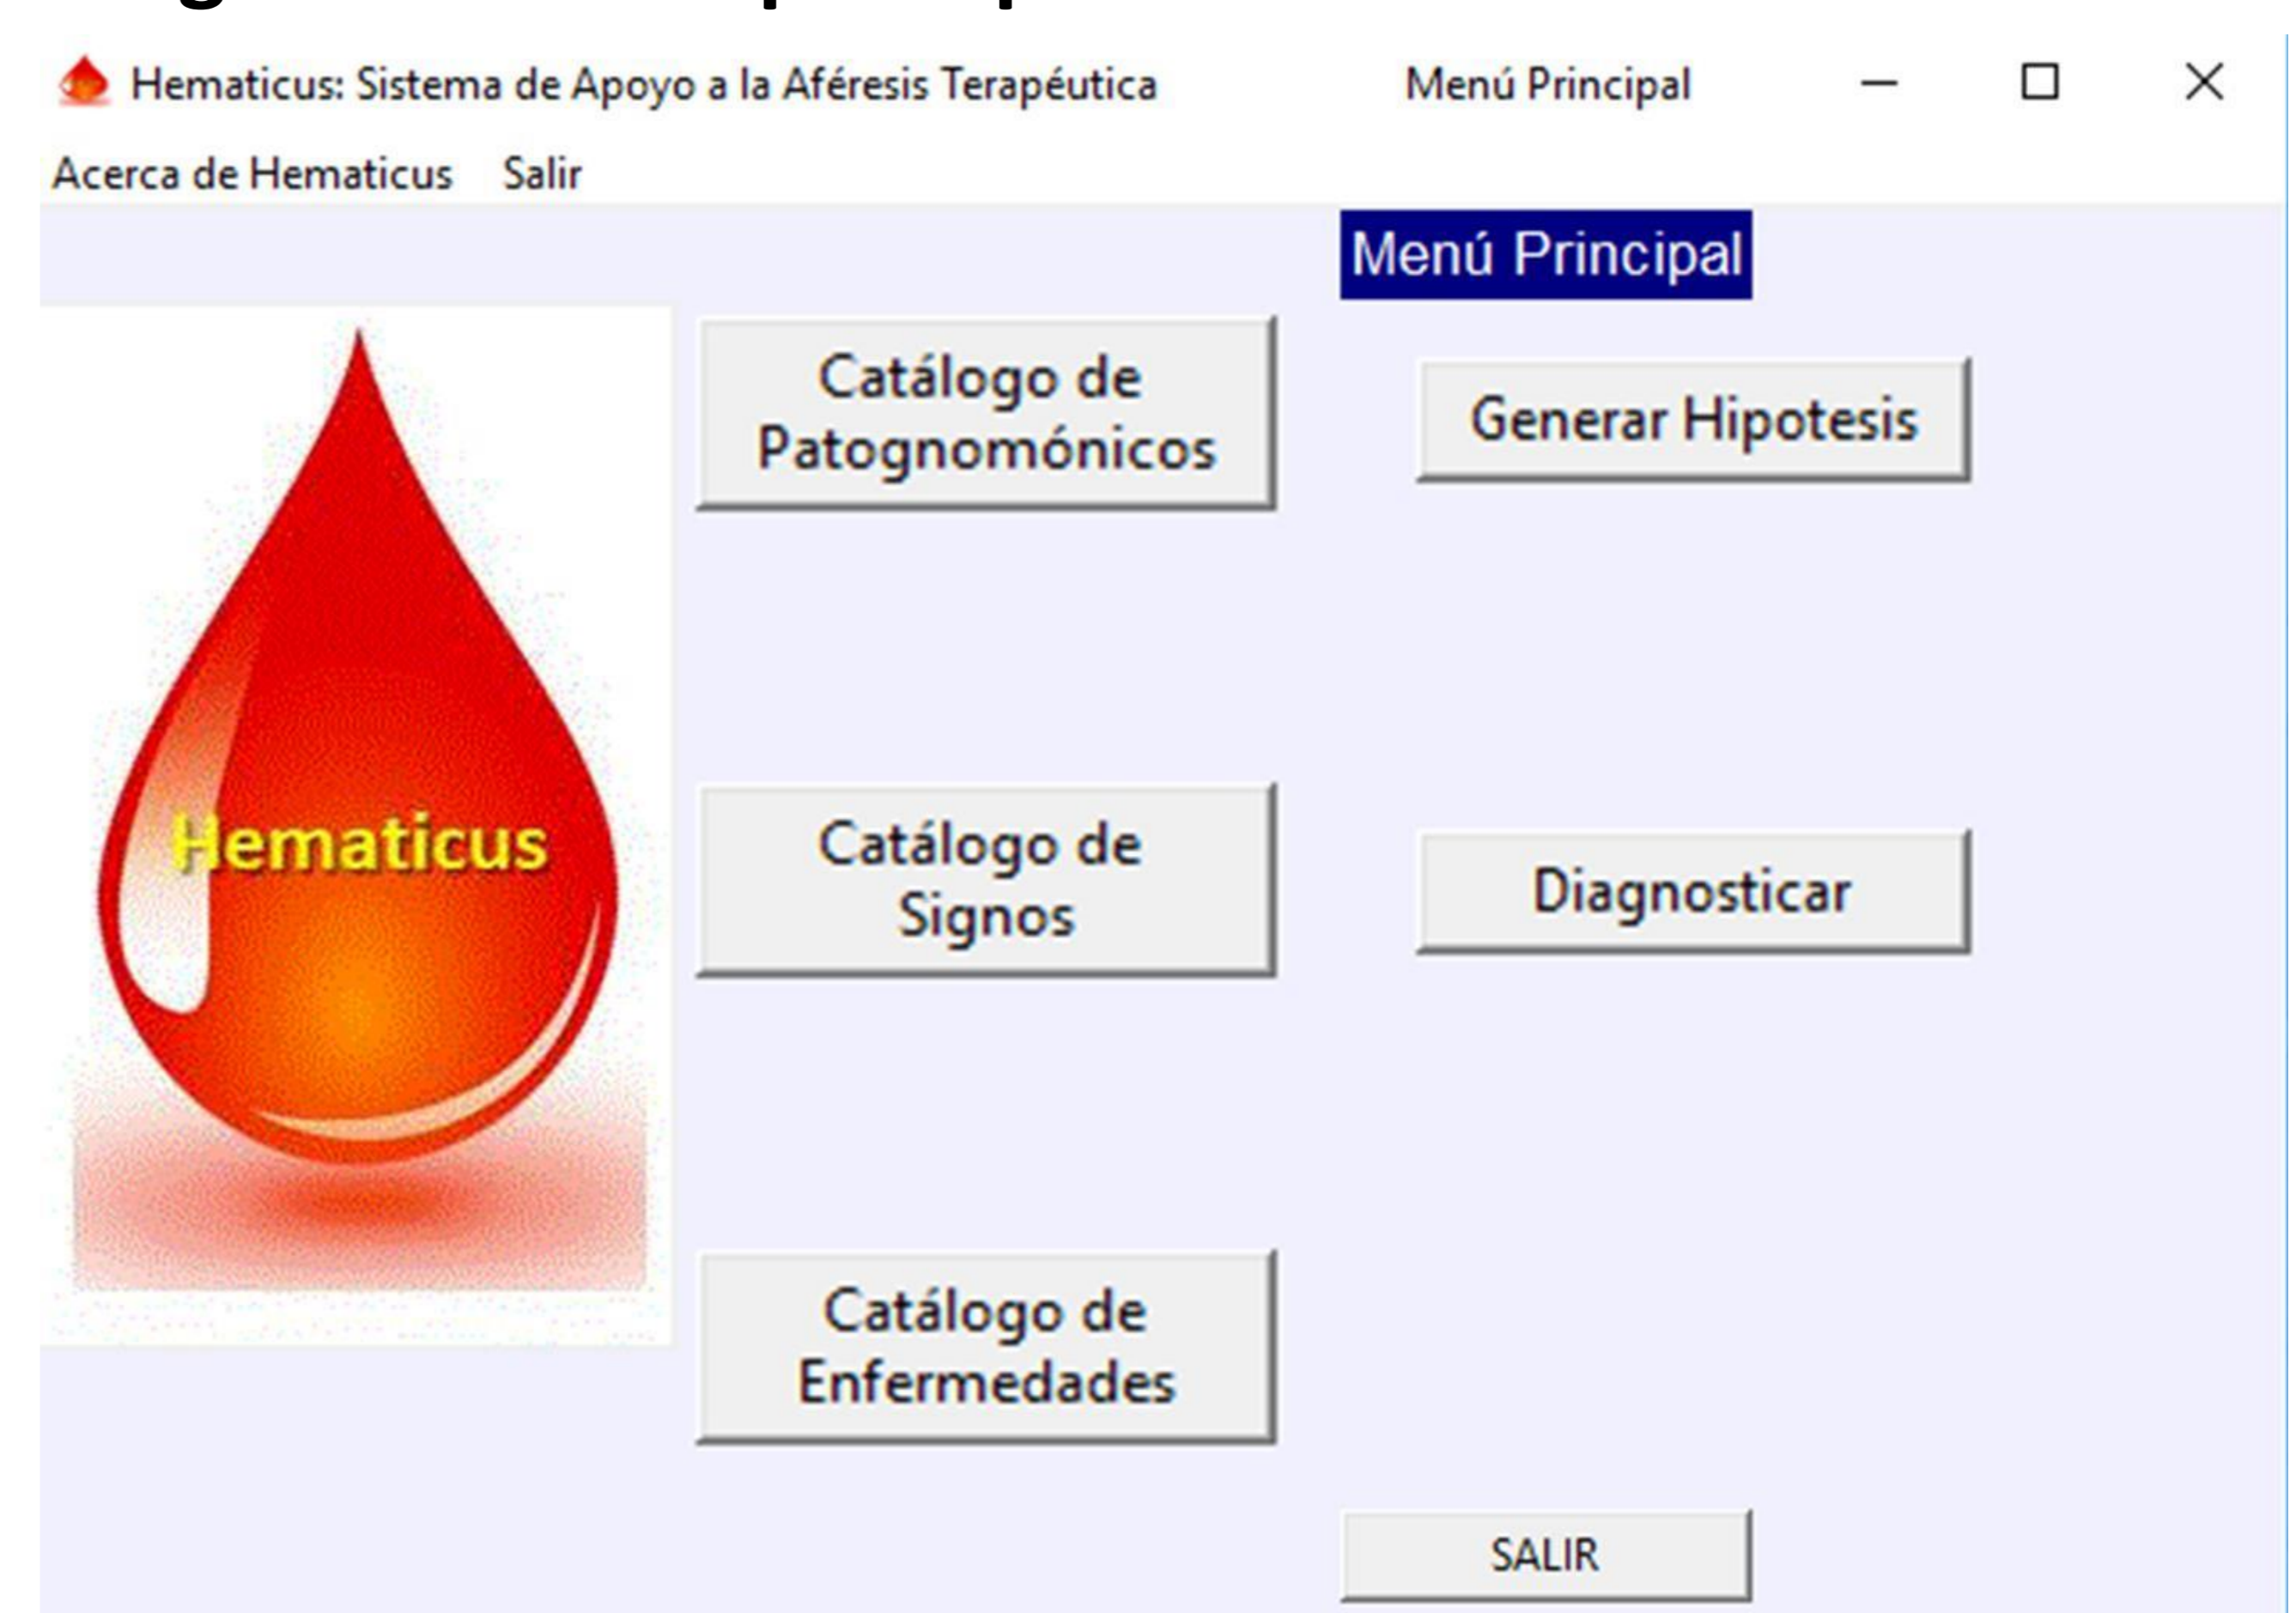 Hematicus: Sistema de Apoyo a la Aféresis Terapéutica Menú Principal
Acerca de Hematicus Salir
Menú Principal
Catálogo de
Patognomónicos
Generar Hipotesis
Hematicus
Catálogo de
Signos
Diagnosticar
Catálogo de
Enfermedades
SALIR